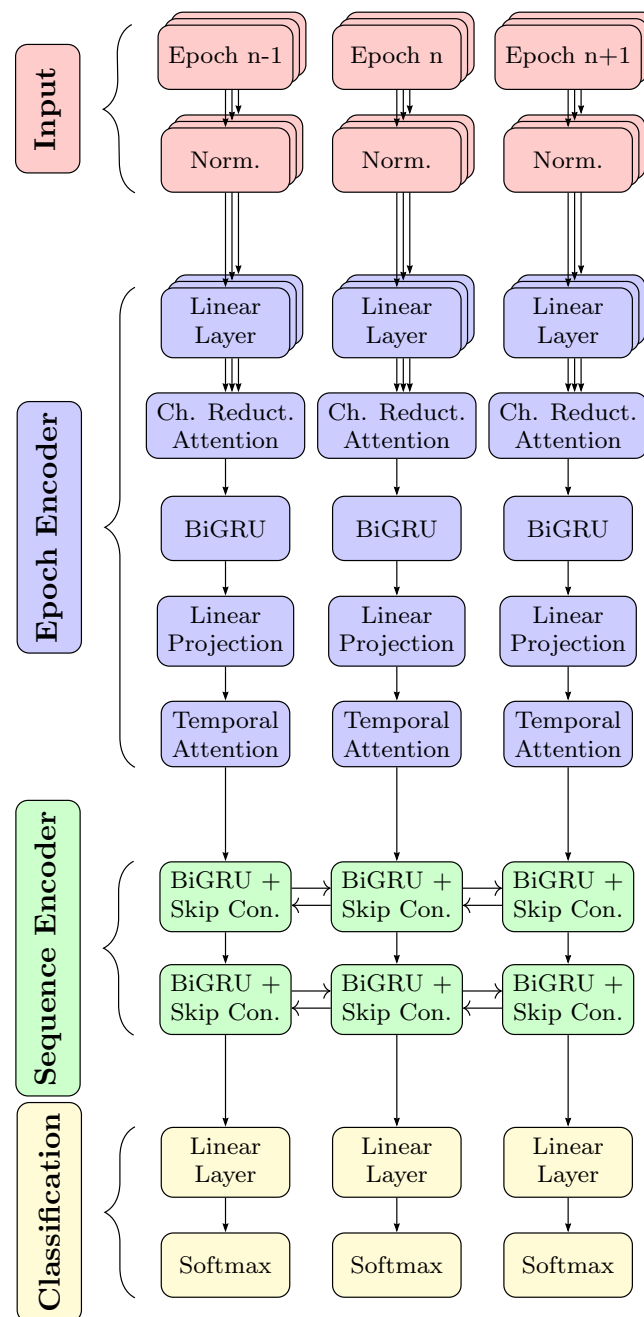 Input
Epoch n-1
Epoch n
Epoch n+1
Norm.
Norm.
Norm.
Epoch Encoder
Linear
Layer
Linear
Layer
Linear
Layer
Ch. Reduct.
Attention
Ch. Reduct.
Attention
Ch. Reduct.
Attention
BiGRU
BiGRU
BiGRU
Linear
Projection
Linear
Projection
Linear
Projection
Temporal
Attention
Temporal
Attention
Temporal
Attention
Sequence Encoder
BiGRU +
Skip Con.
BiGRU +
Skip Con.
BiGRU +
Skip Con.
BiGRU +
Skip Con.
BiGRU +
Skip Con.
BiGRU +
Skip Con.
Classification
Linear
Layer
Linear
Layer
Linear
Layer
Softmax
Softmax
Softmax